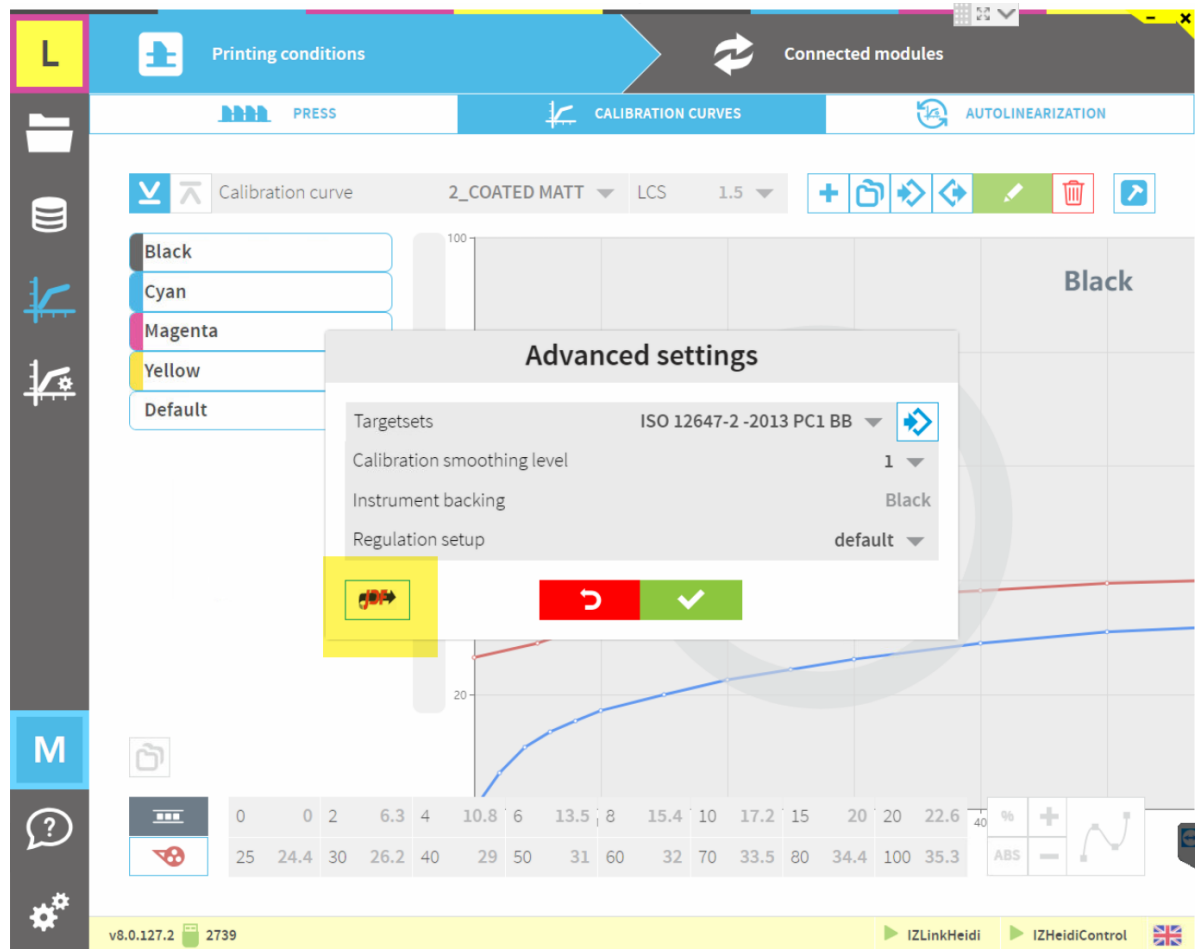 L
Printing conditions
Connected modules
PRESS
CALIBRATION CURVES
AUTOLINEARIZATION
Calibration curve 2_COATED MATT LCS 1.5
Black
Cyan
Magenta
Yellow
Default
100
Black
Advanced settings
Targetsets ISO 12647-2 -2013 PC1 BB
Calibration smoothing level 1
Instrument backing Black
Regulation setup default
JDF
20
M
0 0 2 6.3 4 10.8 6 13.5 8 15.4 10 17.2 15 20 20 22.6 40 %
25 24.4 30 26.2 40 29 50 31 60 32 70 33.5 80 34.4 100 35.3 ABS
v8.0.127.2 2739 IZLinkHeidi IZHeidiControl